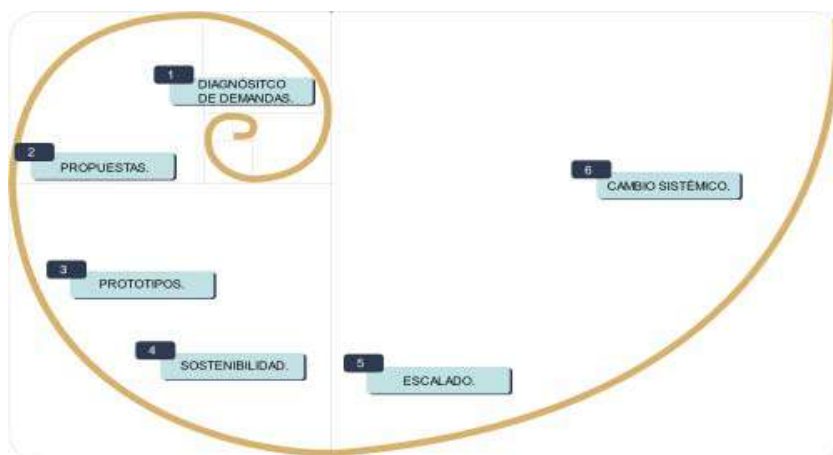 1
DIAGNÓSITCO
DE DEMANDAS.
2
PROPUESTAS.
3
PROTOTIPOS.
4
SOSTENIBILIDAD.
5
ESCALADO.
6
CAMBIO SISTÉMICO.